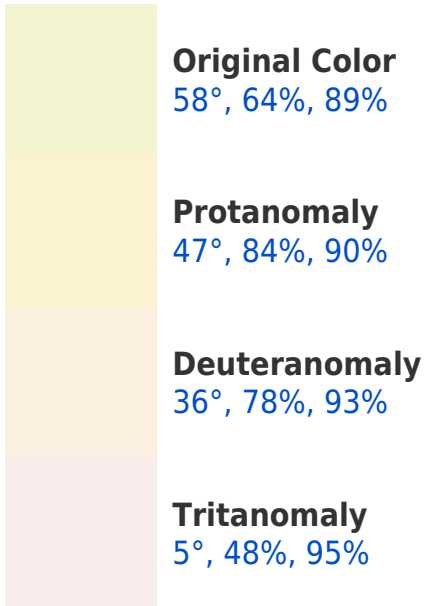 Original Color
58°, 64%, 89%
Protanomaly
47°, 84%, 90%
Deuteranomaly
36°, 78%, 93%
Tritanomaly
5°, 48%, 95%